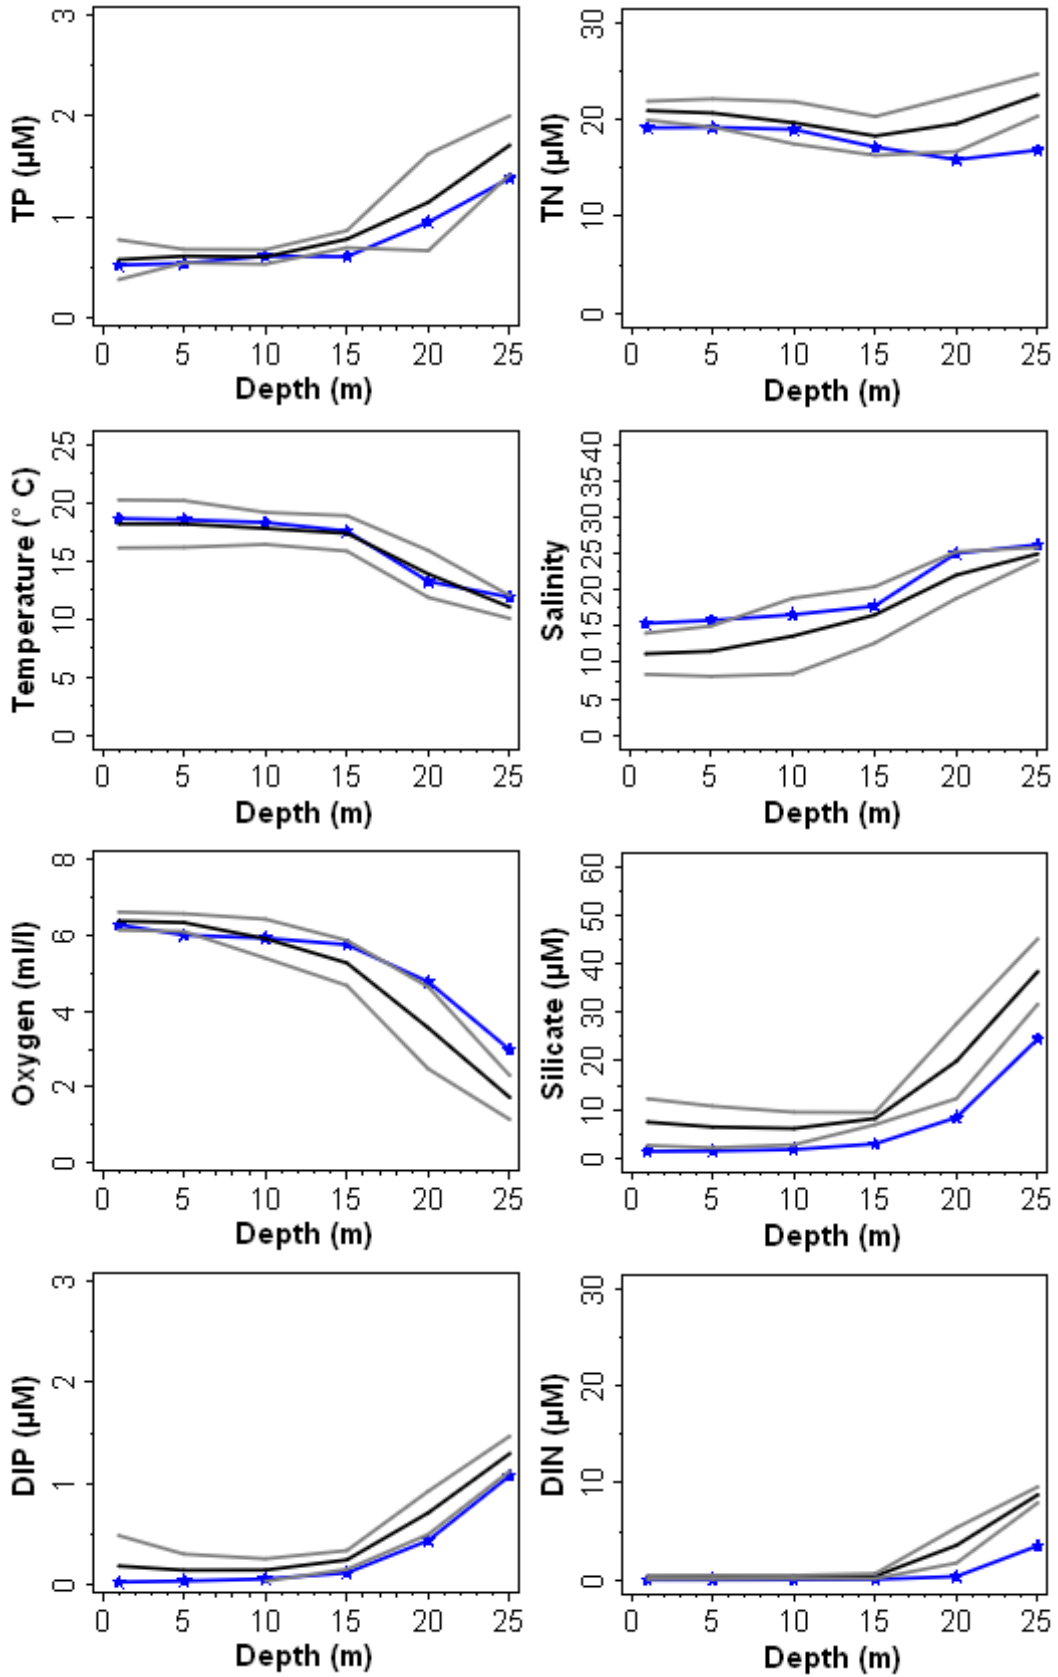 TP (µM)
3
2
1
0
0 5 10 15 20 25
Depth (m)
TN (µM)
30
20
10
0
0 5 10 15 20 25
Depth (m)
Temperature (° C)
25
20
15
10
5
0
0 5 10 15 20 25
Depth (m)
Salinity
40
35
30
25
20
15
10
5
0
0 5 10 15 20 25
Depth (m)
Oxygen (ml/l)
8
6
4
2
0
0 5 10 15 20 25
Depth (m)
Silicate (µM)
60
50
40
30
20
10
0
0 5 10 15 20 25
Depth (m)
DIP (µM)
3
2
1
0
0 5 10 15 20 25
Depth (m)
DIN (µM)
30
20
10
0
0 5 10 15 20 25
Depth (m)